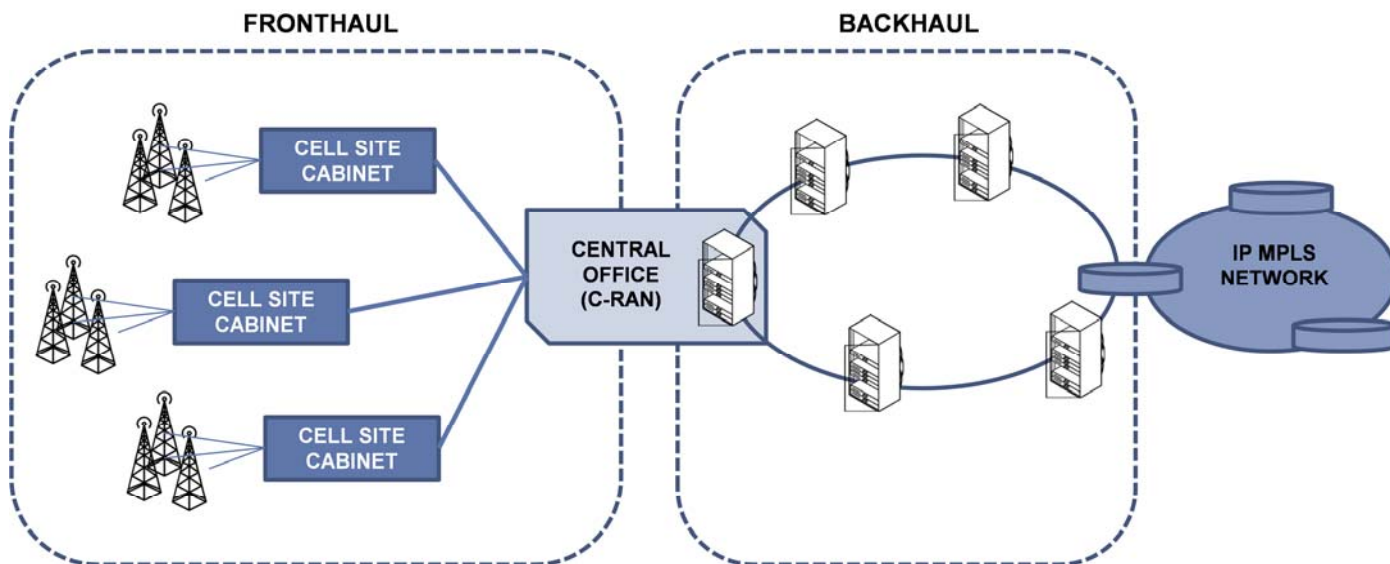 FRONTHAUL
BACKHAUL
CELL SITE
CABINET
CELL SITE
CABINET
CELL SITE
CABINET
CENTRAL
OFFICE
(C-RAN)
IP MPLS
NETWORK